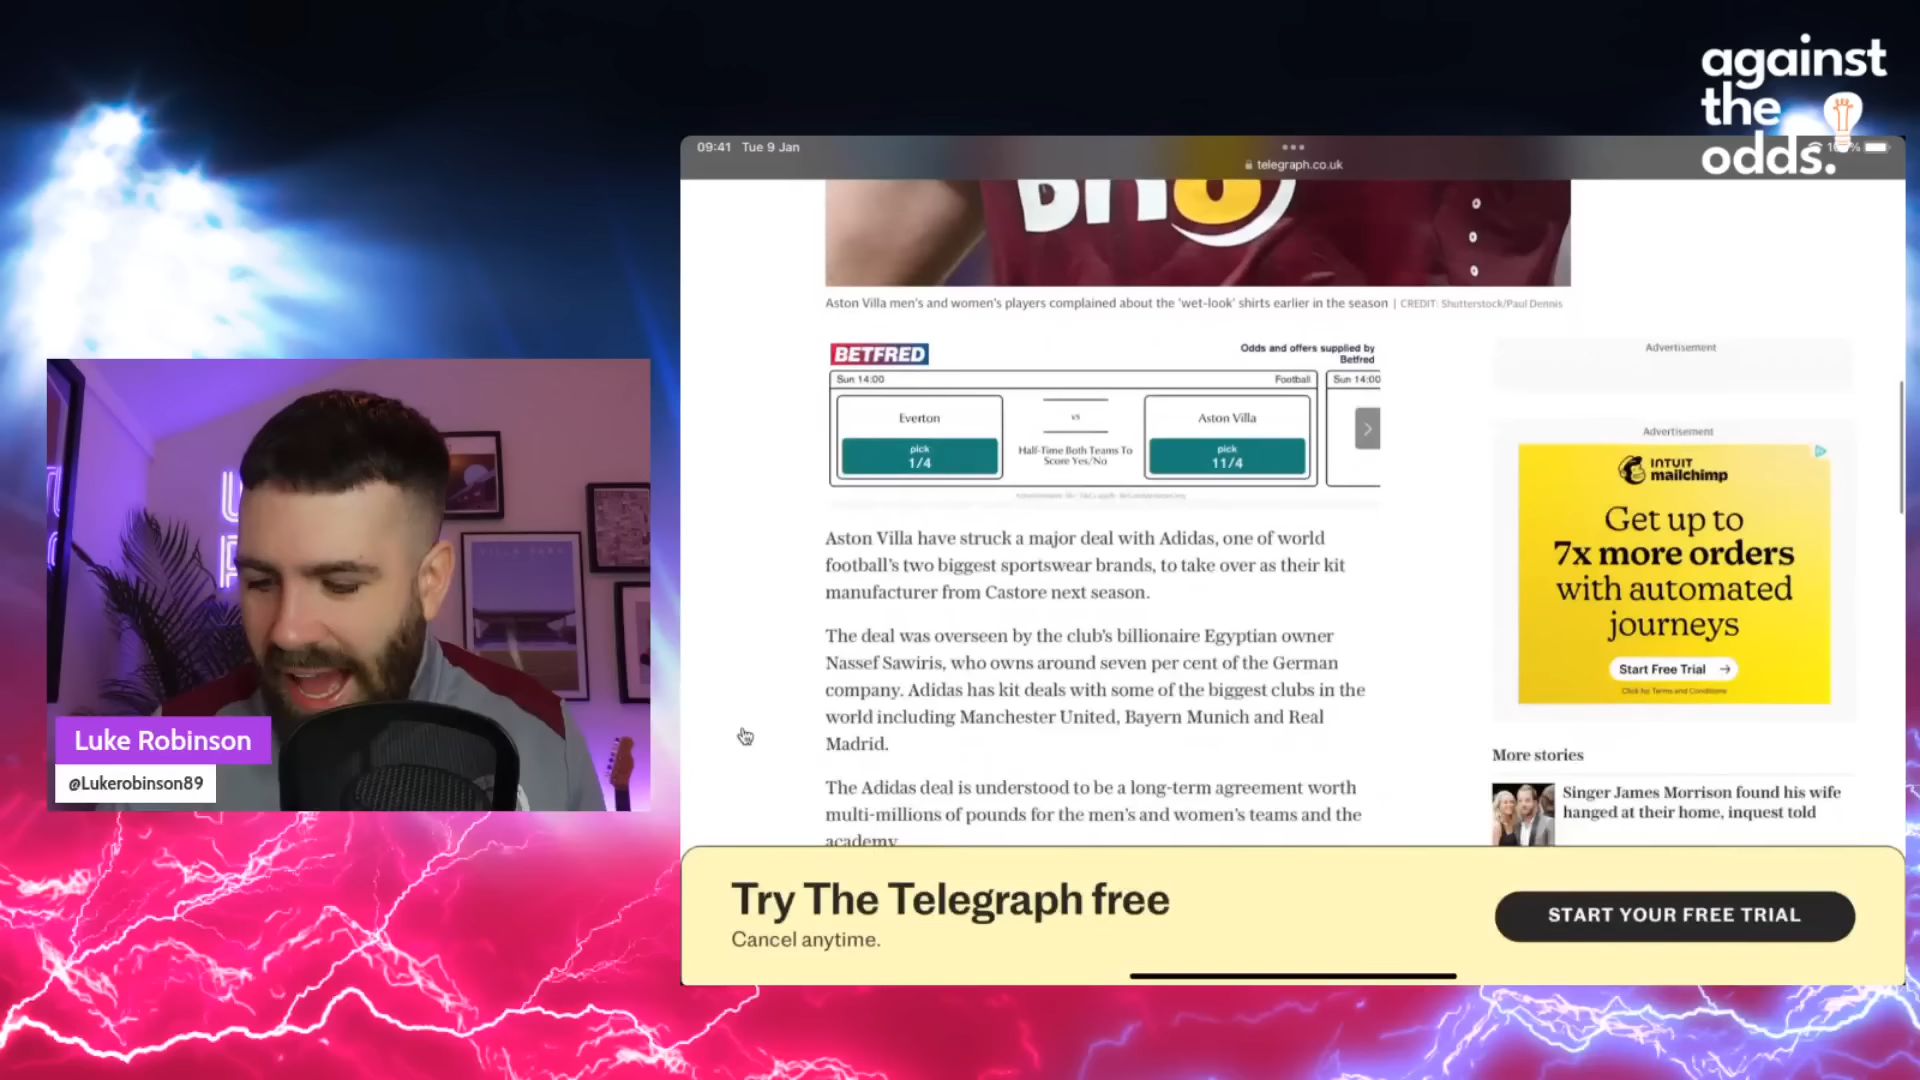 against
the
odds.
09:41 Tue 9 Jan
telegraph.co.uk
Aston Villa men's and women's players complained about the 'wet-look' shirts earlier in the season | CREDIT: Shutterstock/Paul Dennis
BETFRED
Odds and offers supplied by
Betfred
Sun 14:00 Football
Sun 14:00
Everton
vs
Aston Villa
pick
1/4
Half-Time Both Teams To
Score Yes/No
pick
11/4
Aston Villa have struck a major deal with Adidas, one of world
football's two biggest sportswear brands, to take over as their kit
manufacturer from Castore next season.
The deal was overseen by the club's billionaire Egyptian owner
Nassef Sawiris, who owns around seven per cent of the German
company. Adidas has kit deals with some of the biggest clubs in the
world including Manchester United, Bayern Munich and Real
Madrid.
The Adidas deal is understood to be a long-term agreement worth
multi-millions of pounds for the men's and women's teams and the
academy
Advertisement
Advertisement
INTUIT
mailchimp
Get up to
7x more orders
with automated
journeys
Start Free Trial →
Click for Terms and Conditions
More stories
Singer James Morrison found his wife
hanged at their home, inquest told
Try The Telegraph free
Cancel anytime.
START YOUR FREE TRIAL
Luke Robinson
@Lukerobinson89